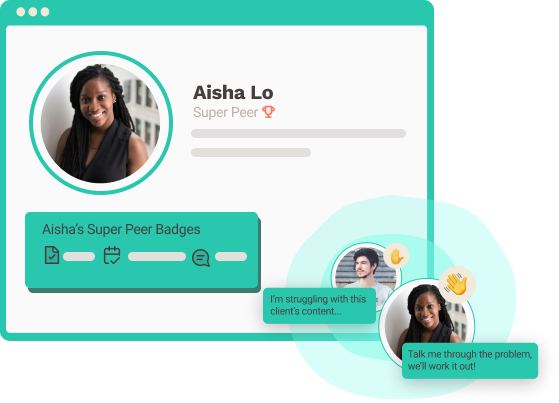 Aisha Lo
Super Peer
Aisha's Super Peer Badges
I'm struggling with this
client's content...
Talk me through the problem,
we'll work it out!